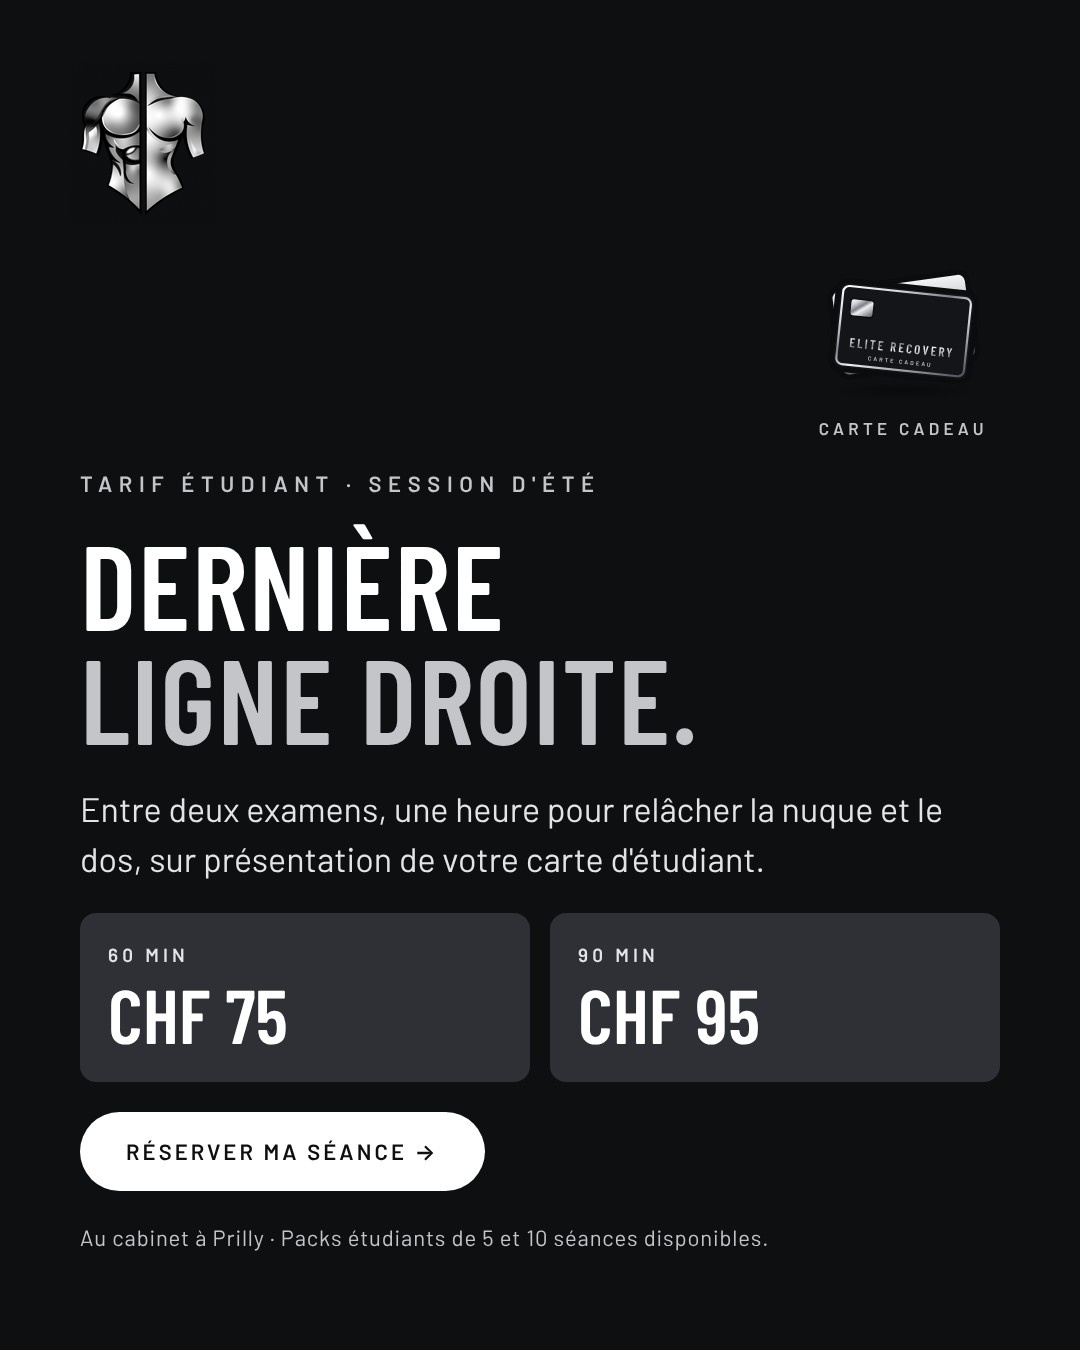 ELITE RECOVERY
CARTE CADEAU
CARTE CADEAU
TARIF ÉTUDIANT · SESSION D'ÉTÉ
DERNIÈRE
LIGNE DROITE.
Entre deux examens, une heure pour relâcher la nuque et le
dos, sur présentation de votre carte d'étudiant.
60 MIN
CHF 75
90 MIN
CHF 95
RÉSERVER MA SÉANCE →
Au cabinet à Prilly · Packs étudiants de 5 et 10 séances disponibles.